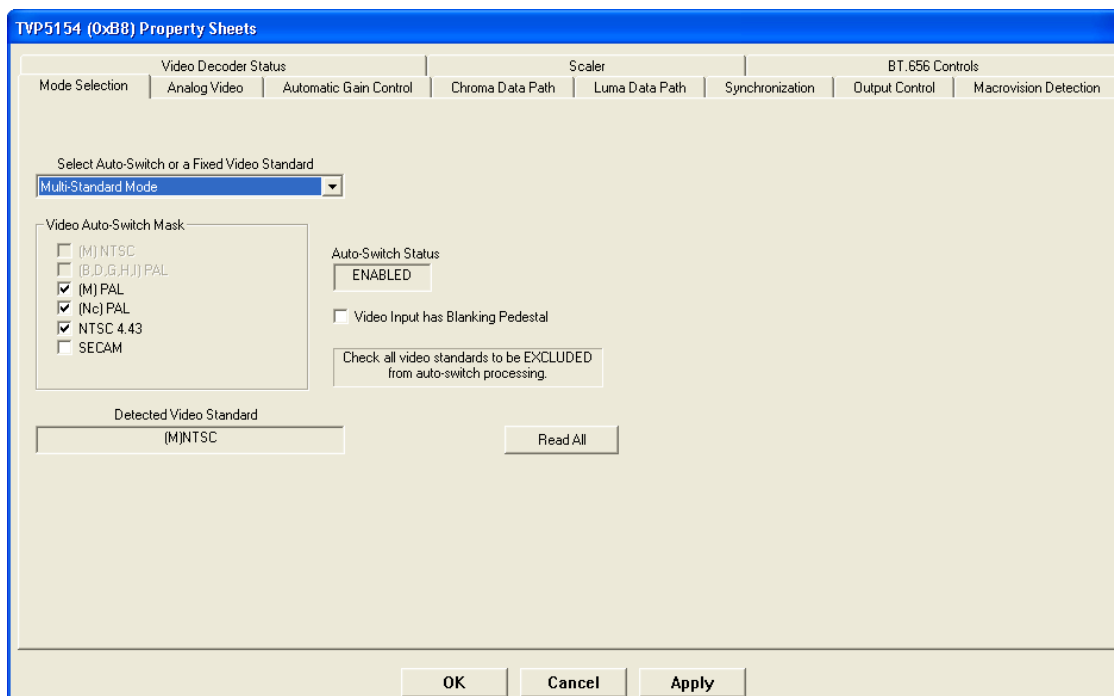 TVP5154 (0xB8) Property Sheets
Video Decoder Status
Scaler
BT.656 Controls
Mode Selection
Analog Video
Automatic Gain Control
Chroma Data Path
Luma Data Path
Synchronization
Output Control
Macrovision Detection
Select Auto-Switch or a Fixed Video Standard
Multi-Standard Mode
Video Auto-Switch Mask
(M) NTSC
(B,D,G,H,I) PAL
(M) PAL
(Nc) PAL
NTSC 4.43
SECAM
Auto-Switch Status
ENABLED
Video Input has Blanking Pedestal
Check all video standards to be EXCLUDED
from auto-switch processing.
Detected Video Standard
(M)NTSC
Read All
OK
Cancel
Apply